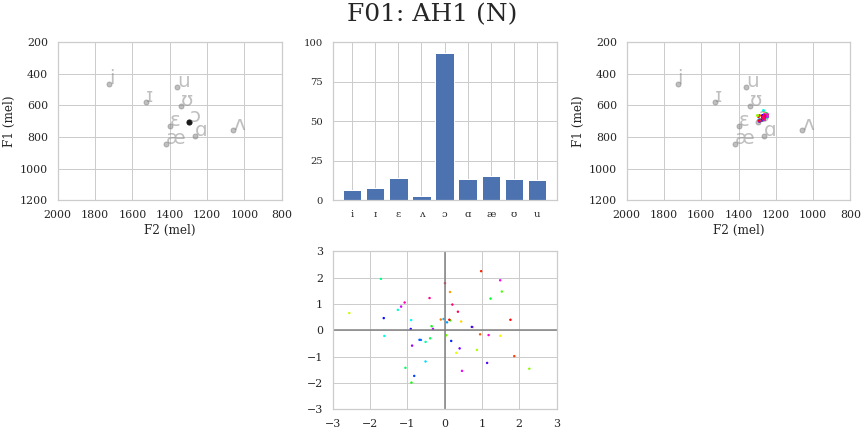 F01: AH1 (N)
200
400
600
800
1000
1200
F1 (mel)
2000 1800 1600 1400 1200 1000 800
F2 (mel)
i
ɪ
u
ʊ
ɛ
ɔ
ɑ
æ
ʌ
100
75
50
25
0
i ɪ ɛ ʌ ɔ ɑ æ ʊ u
200
400
600
800
1000
1200
F1 (mel)
2000 1800 1600 1400 1200 1000 800
F2 (mel)
i
ɪ
u
ʊ
ɛ
ɑ
æ
ʌ
3
2
1
0
−1
−2
−3
−3 −2 −1 0 1 2 3